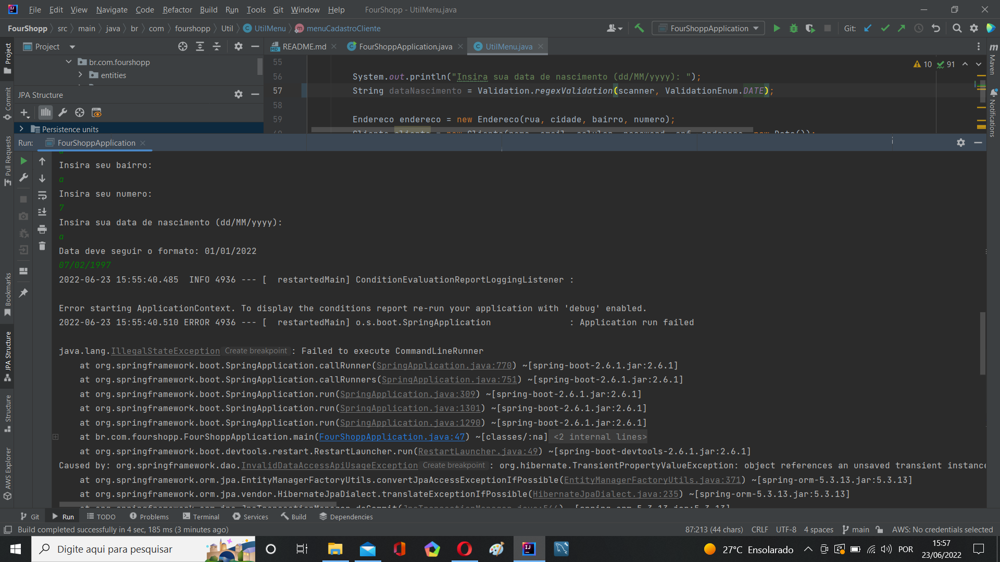 File Edit View Navigate Code Refactor Build Run Tools Git Window Help FourShopp - UtilMenu.java
FourShopp src main java br com fourshopp Util UtilMenu menuCadastroCliente FourShoppApplication Git:
Project README.md FourShoppApplication.java UtilMenu.java
br.com.fourshopp
entities
JPA Structure
Persistence units
55
56 System.out.println("Insira sua data de nascimento (dd/MM/yyyy): "); 10 91
57 String dataNascimento = Validation.regexValidation(scanner, ValidationEnum.DATE);
58
59 Endereco endereco = new Endereco(rua, cidade, bairro, numero);
Run: FourShoppApplication
Insira seu bairro:
a
Insira seu numero:
7
Insira sua data de nascimento (dd/MM/yyyy):
a
Data deve seguir o formato: 01/01/2022
07/02/1997
2022-06-23 15:55:40.485  INFO 4936 --- [  restartedMain] ConditionEvaluationReportLoggingListener :
Error starting ApplicationContext. To display the conditions report re-run your application with 'debug' enabled.
2022-06-23 15:55:40.510 ERROR 4936 --- [  restartedMain] o.s.boot.SpringApplication               : Application run failed
java.lang.IllegalStateException Create breakpoint : Failed to execute CommandLineRunner
at org.springframework.boot.SpringApplication.callRunner(SpringApplication.java:770) ~[spring-boot-2.6.1.jar:2.6.1]
at org.springframework.boot.SpringApplication.callRunners(SpringApplication.java:751) ~[spring-boot-2.6.1.jar:2.6.1]
at org.springframework.boot.SpringApplication.run(SpringApplication.java:309) ~[spring-boot-2.6.1.jar:2.6.1]
at org.springframework.boot.SpringApplication.run(SpringApplication.java:1301) ~[spring-boot-2.6.1.jar:2.6.1]
at org.springframework.boot.SpringApplication.run(SpringApplication.java:1290) ~[spring-boot-2.6.1.jar:2.6.1]
at br.com.fourshopp.FourShoppApplication.main(FourShoppApplication.java:47) ~[classes/:na] <2 internal lines>
at org.springframework.boot.devtools.restart.RestartLauncher.run(RestartLauncher.java:49) ~[spring-boot-devtools-2.6.1.jar:2.6.1]
Caused by: org.springframework.dao.InvalidDataAccessApiUsageException Create breakpoint : org.hibernate.TransientPropertyValueException: object references an unsaved transient instance
at org.springframework.orm.jpa.EntityManagerFactoryUtils.convertJpaAccessExceptionIfPossible(EntityManagerFactoryUtils.java:371) ~[spring-orm-5.3.13.jar:5.3.13]
at org.springframework.orm.jpa.vendor.HibernateJpaDialect.translateExceptionIfPossible(HibernateJpaDialect.java:235) ~[spring-orm-5.3.13.jar:5.3.13]
Project
Commit
Pull Requests
Bookmarks
JPA Structure
Structure
AWS Explorer
Maven
Notifications
Git Run TODO Problems Terminal Services Build Dependencies
Build completed successfully in 4 sec, 185 ms (3 minutes ago) 87:213 (44 chars) CRLF UTF-8 4 spaces main AWS: No credentials selected
Digite aqui para pesquisar 27°C Ensolarado POR 15:57
23/06/2022